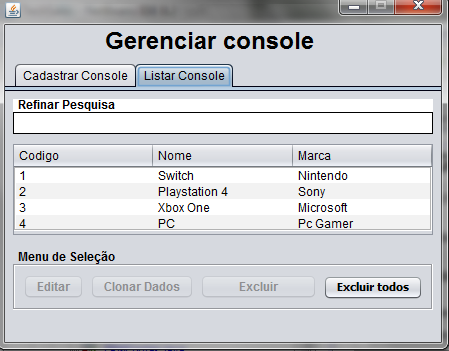 Gerenciar console
Cadastrar Console Listar Console
Refinar Pesquisa
Codigo Nome Marca
1 Switch Nintendo
2 Playstation 4 Sony
3 Xbox One Microsoft
4 PC Pc Gamer
Menu de Seleção
Editar Clonar Dados Excluir Excluir todos